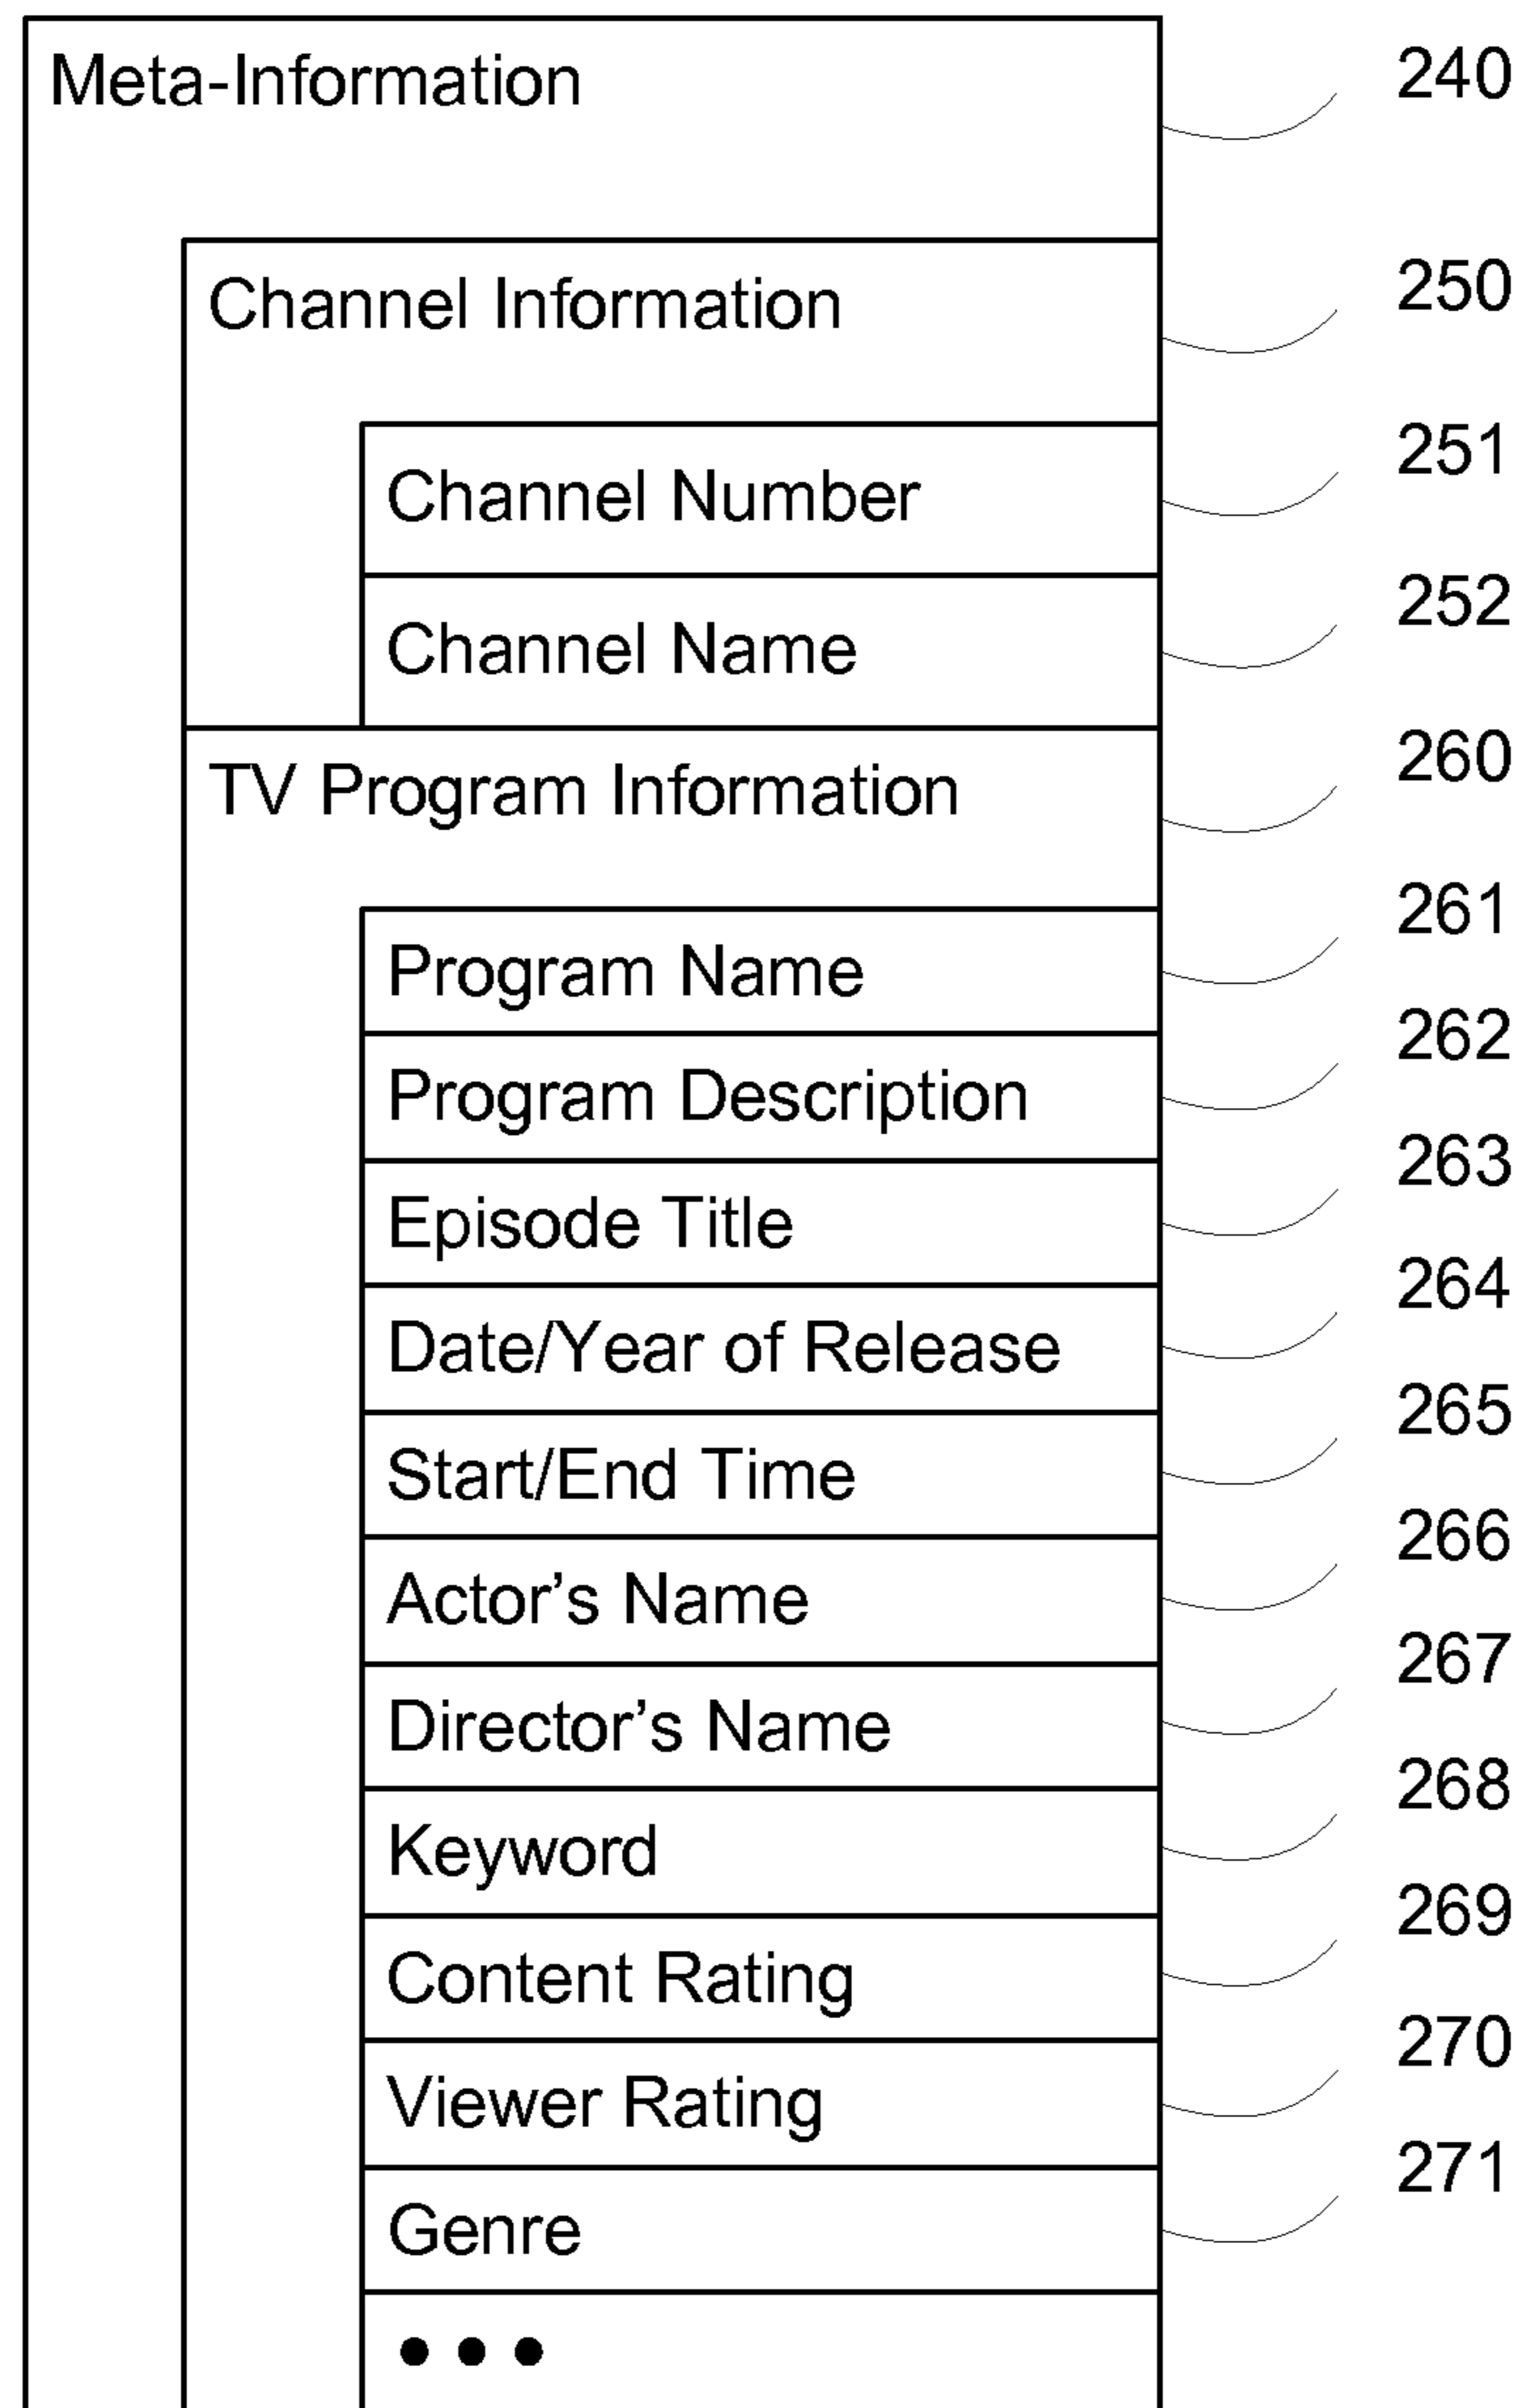 Meta-Information 240
Channel Information 250
Channel Number 251
Channel Name 252
TV Program Information 260
Program Name 261
Program Description 262
Episode Title 263
Date/Year of Release 264
Start/End Time 265
Actor’s Name 266
Director’s Name 267
Keyword 268
Content Rating 269
Viewer Rating 270
Genre 271
•••